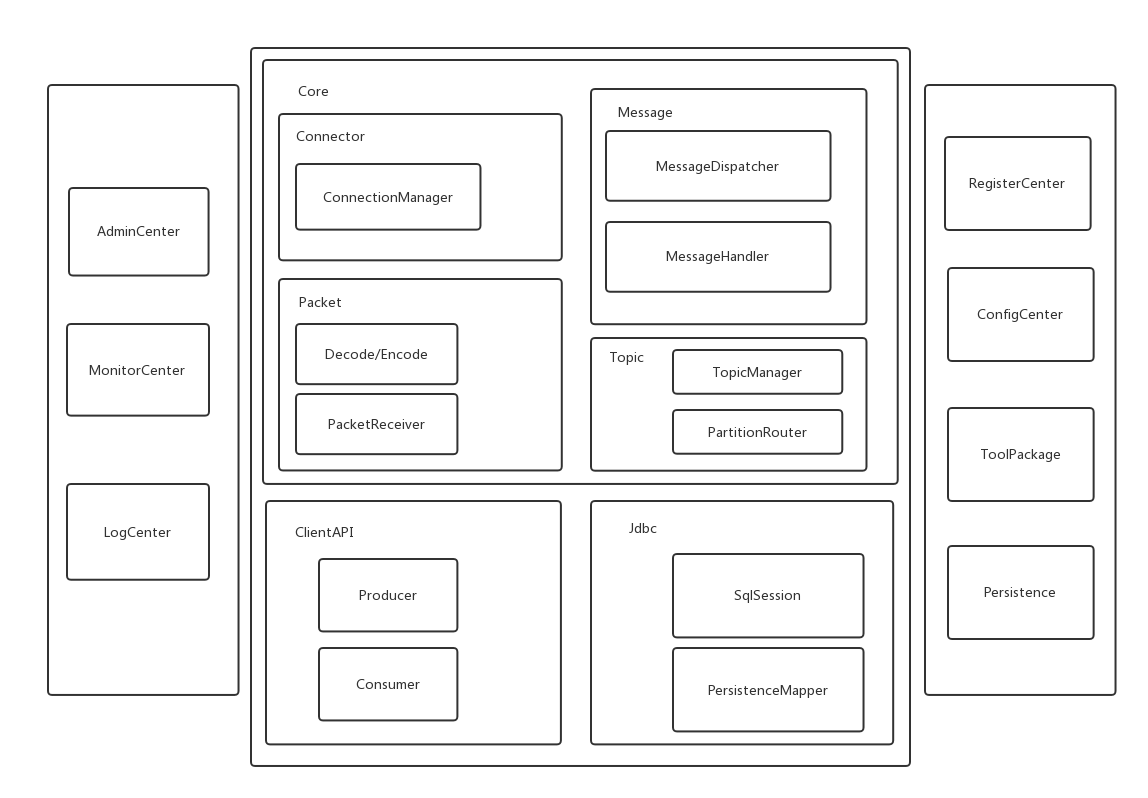 AdminCenter
MonitorCenter
LogCenter
Core
Connector
ConnectionManager
Packet
Decode/Encode
PacketReceiver
Message
MessageDispatcher
MessageHandler
Topic
TopicManager
PartitionRouter
ClientAPI
Producer
Consumer
Jdbc
SqlSession
PersistenceMapper
RegisterCenter
ConfigCenter
ToolPackage
Persistence